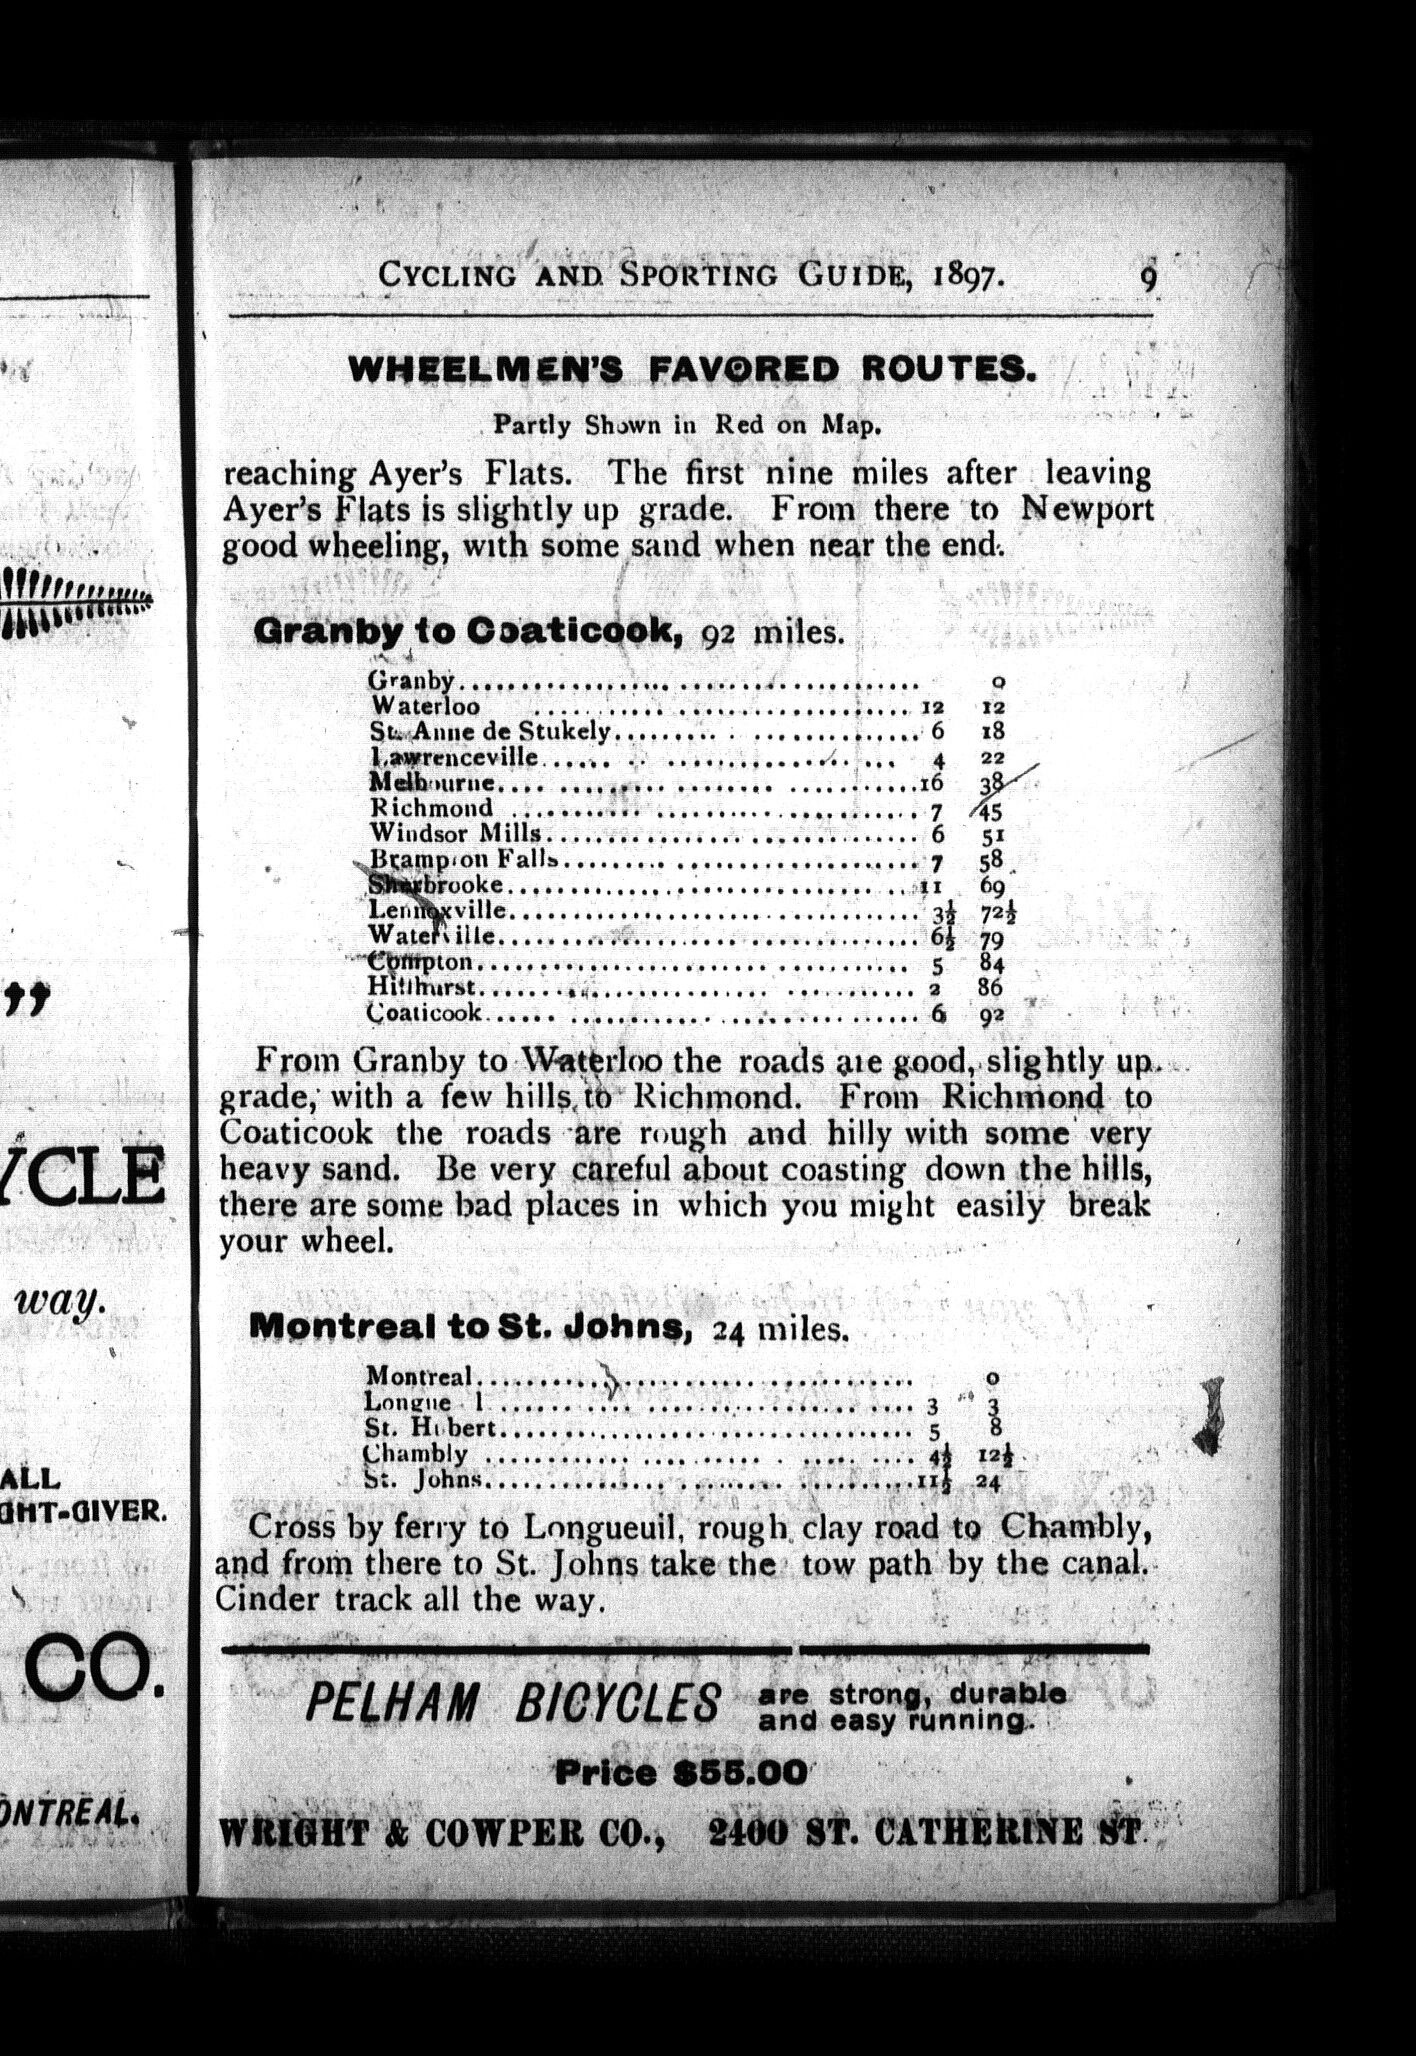 CYCLING AND SPORTING GUIDE, 1897. 9
WHEELMEN'S FAVORED ROUTES.
Partly Shown in Red on Map.
reaching Ayer's Flats. The first nine miles after leaving
Ayer's Flats is slightly up grade. From there to Newport
good wheeling, with some sand when near the end.
Granby to Coaticook, 92 miles.
Granby 0
Waterloo 12 12
St. Anne de Stukely 6 18
Lawrenceville 4 22
Melbourne 16 38
Richmond 7 45
Windsor Mills 6 51
Brampton Falls 7 58
Sherbrooke 11 69
Lennoxville 3½ 72½
Waterville 6½ 79
Compton 5 84
Hillhurst 2 86
Coaticook 6 92
From Granby to Waterloo the roads are good, slightly up
grade, with a few hills to Richmond. From Richmond to
Coaticook the roads are rough and hilly with some very
heavy sand. Be very careful about coasting down the hills,
there are some bad places in which you might easily break
your wheel.
Montreal to St. Johns, 24 miles.
Montreal 0
Longue l 3 3
St. Hubert 5 8
Chambly 4½ 12½
St. Johns 11½ 24
Cross by ferry to Longueuil, rough clay road to Chambly,
and from there to St. Johns take the tow path by the canal.
Cinder track all the way.
PELHAM BICYCLES are strong, durable
and easy running.
Price $55.00
WRIGHT & COWPER CO., 2400 ST. CATHERINE ST.
”
YCLE
way.
ALL
GHT-GIVER.
CO.
ONTREAL.